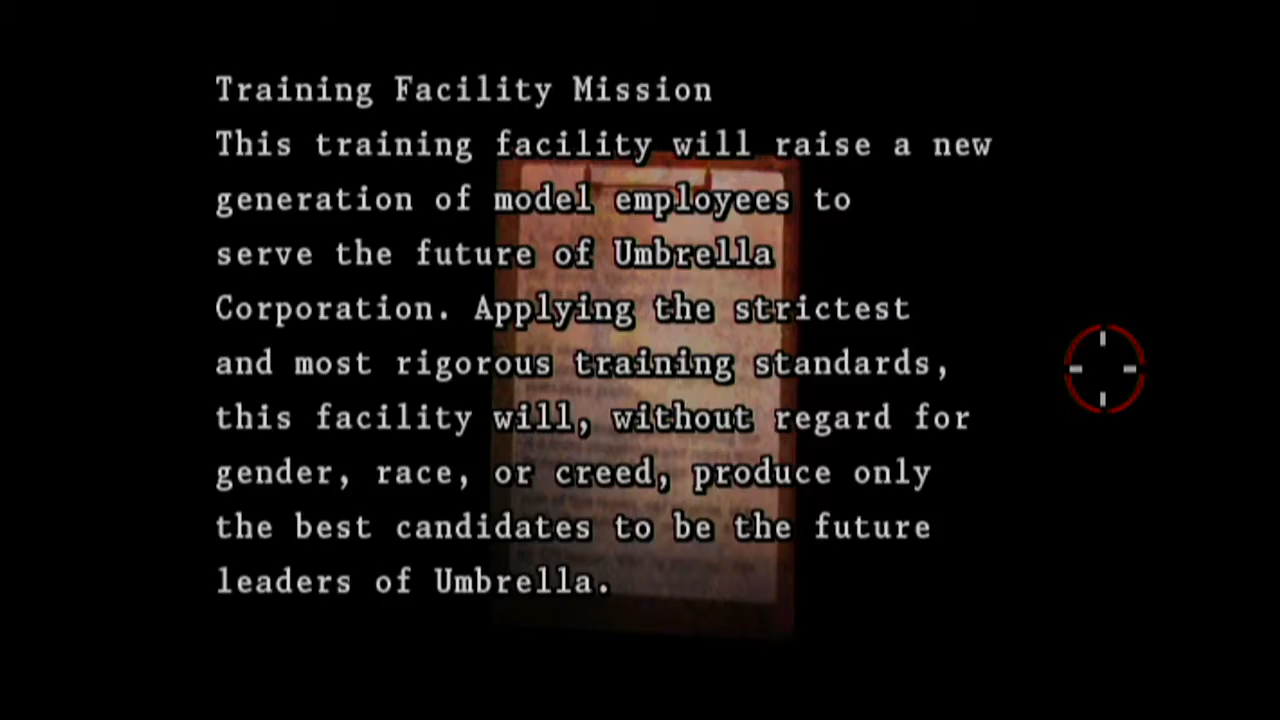 Training Facility Mission
This training facility will raise a new
generation of model employees to
serve the future of Umbrella
Corporation. Applying the strictest
and most rigorous training standards,
this facility will, without regard for
gender, race, or creed, produce only
the best candidates to be the future
leaders of Umbrella.